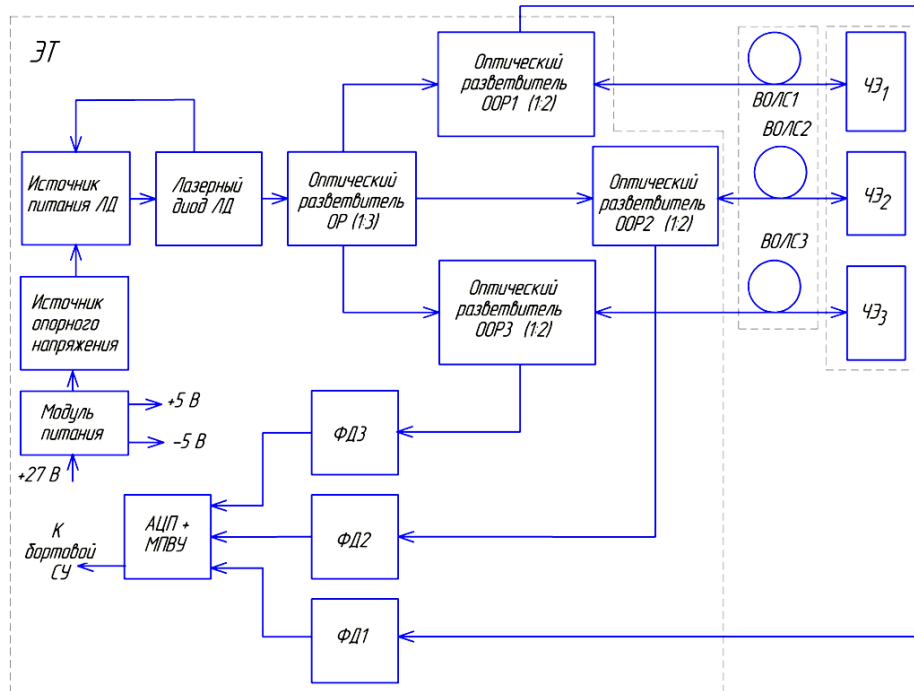 ЭТ
Оптический
разветвитель
ООР1 (1:2)
ВОЛС1
ЧЭ1
ВОЛС2
Источник
питания ЛД
Лазерный
диод ЛД
Оптический
разветвитель
ОР (1:3)
Оптический
разветвитель
ООР2 (1:2)
ЧЭ2
ВОЛС3
Источник
опорного
напряжения
Оптический
разветвитель
ООР3 (1:2)
ЧЭ3
Модуль
питания
+5 В
–5 В
+27 В
ФД3
К
бортовой
СУ
АЦП +
МПВУ
ФД2
ФД1